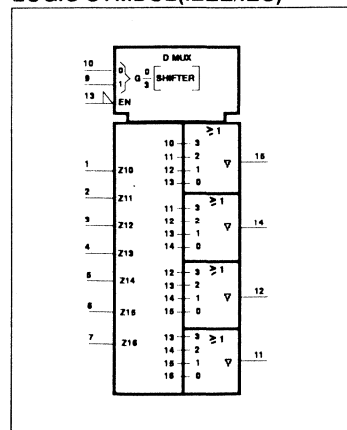 LOGIC SYMBOL(IEEE/IEC)
D MUX
10 0
9 1
G 0/3 [SHIFTER]
13 EN
≥1
10 3
11 2
12 1
13 0
▽ 15
1 Z10
2 Z11
3 Z12
4 Z13
5 Z14
6 Z15
7 Z16
≥1
11 3
12 2
13 1
14 0
▽ 14
≥1
12 3
13 2
14 1
15 0
▽ 12
≥1
13 3
14 2
15 1
16 0
▽ 11